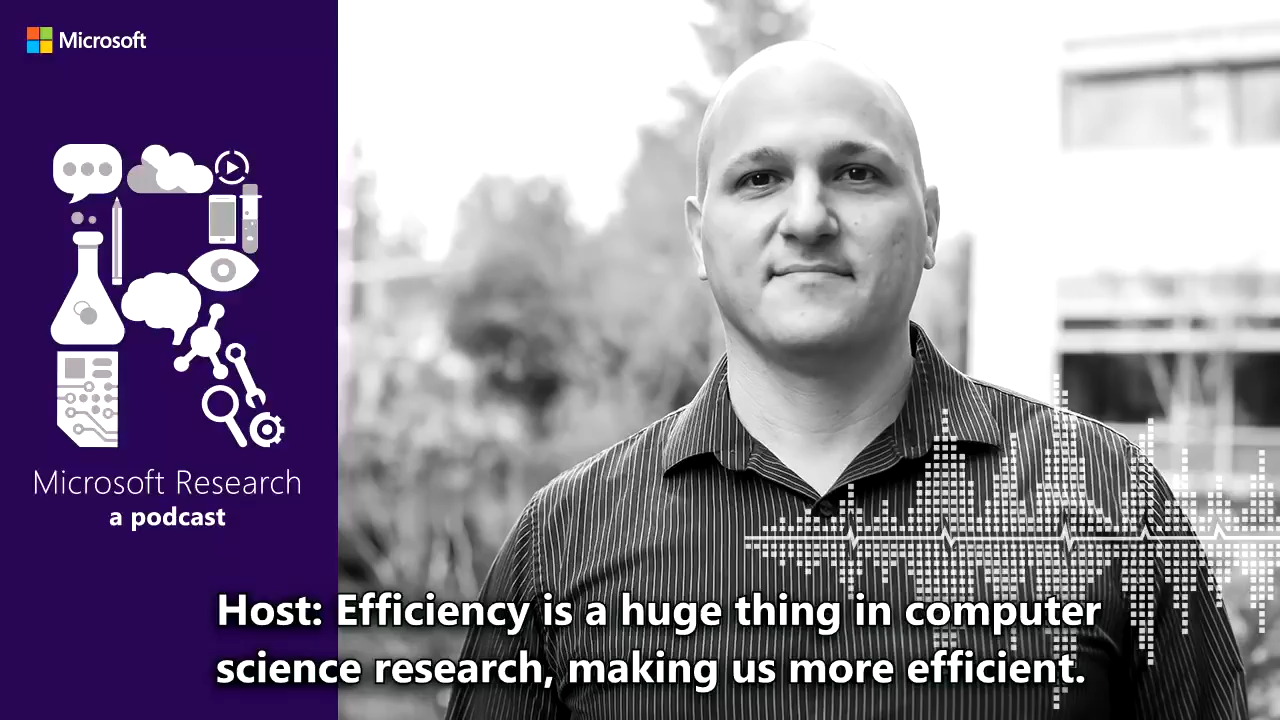 Microsoft
Microsoft Research
a podcast
Host: Efficiency is a huge thing in computer
science research, making us more efficient.